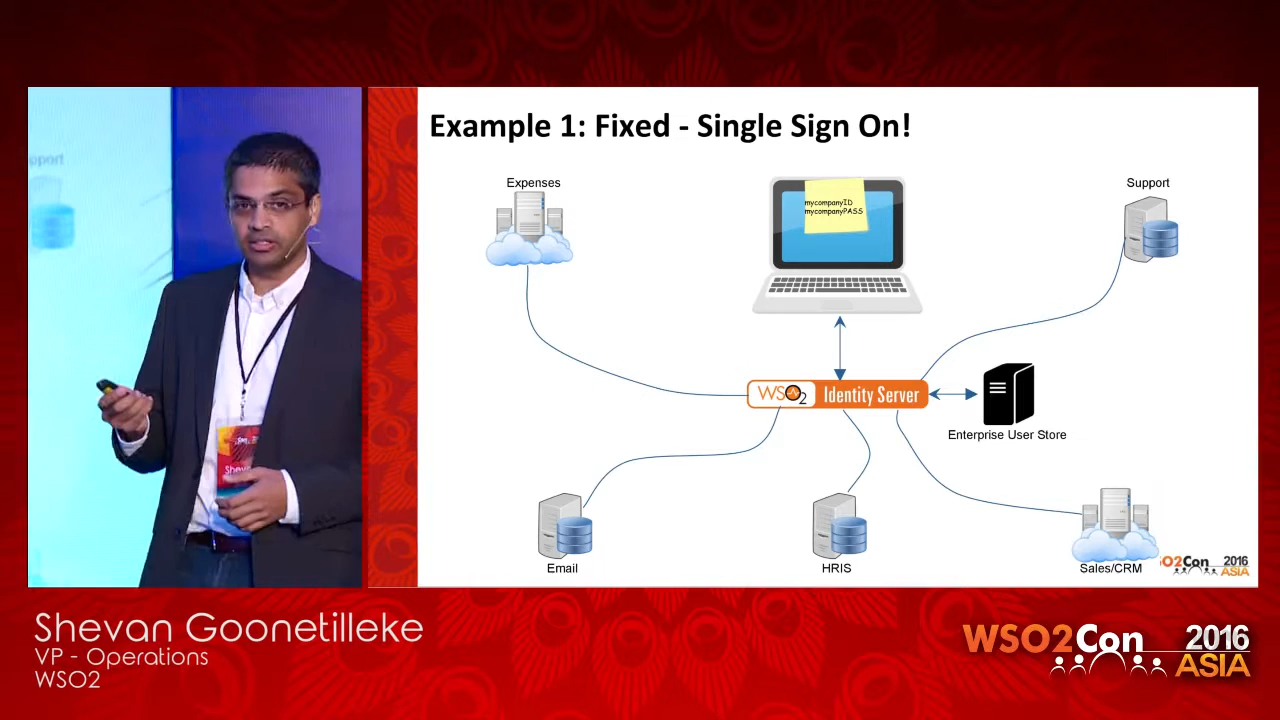 Example 1: Fixed - Single Sign On!
Expenses
mycompanyID
mycompanyPASS
Support
WSO2 Identity Server
Enterprise User Store
Email
HRIS
Sales/CRM
O2Con 2016
ASIA
Shevan Goonetilleke
VP - Operations
WSO2
WSO2Con 2016
ASIA